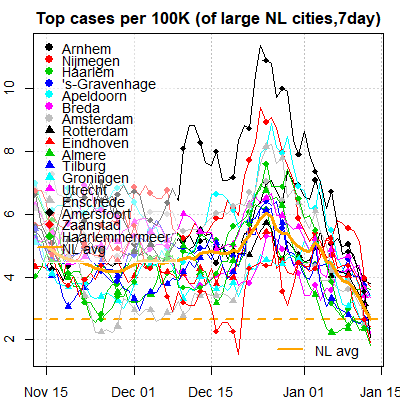 Top cases per 100K (of large NL cities,7day)
10
8
6
4
2
Arnhem
Nijmegen
Haarlem
's-Gravenhage
Apeldoorn
Breda
Amsterdam
Rotterdam
Eindhoven
Almere
Tilburg
Groningen
Utrecht
Enschede
Amersfoort
Zaanstad
Haarlemmermeer
NL avg
NL avg
Nov 15
Dec 01
Dec 15
Jan 01
Jan 15